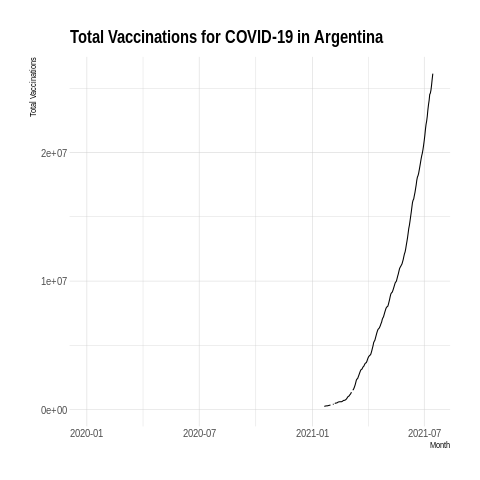 Total Vaccinations for COVID-19 in Argentina
Total Vaccinations
2e+07
1e+07
0e+00
2020-01 2020-07 2021-01 2021-07
Month